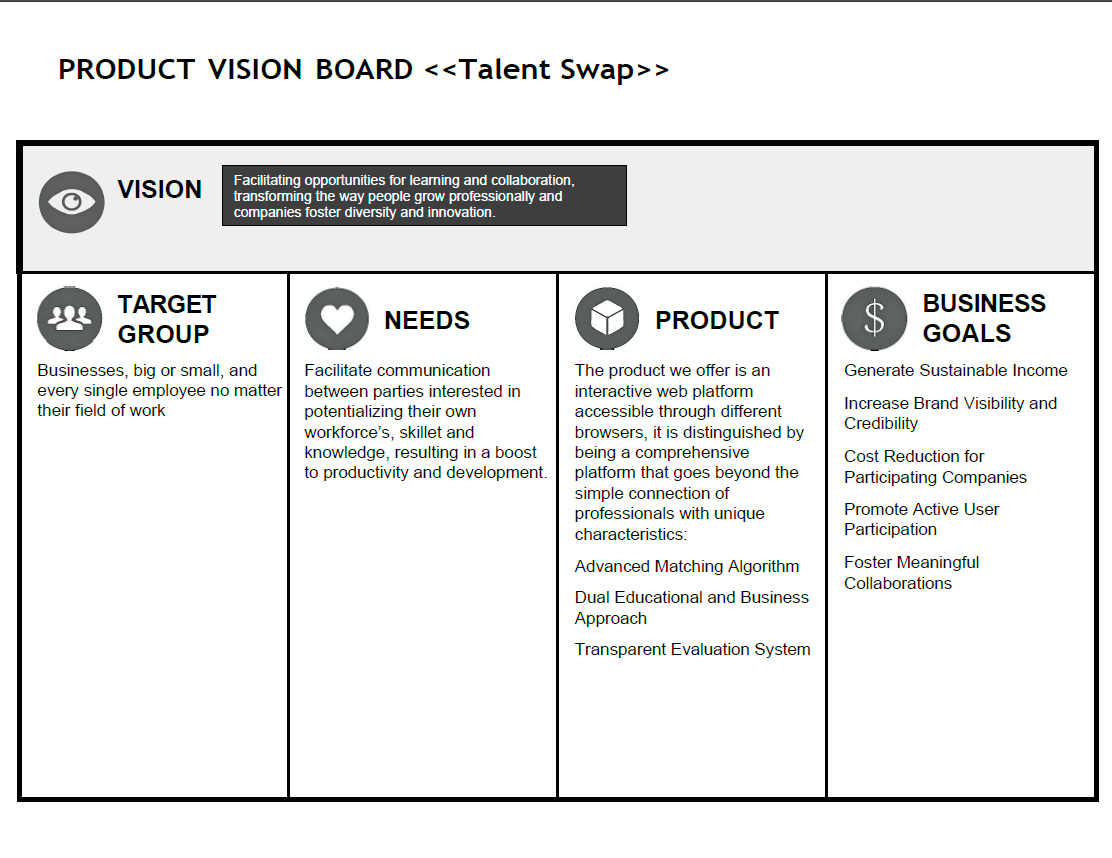 PRODUCT VISION BOARD <<Talent Swap>>
VISION
Facilitating opportunities for learning and collaboration,
transforming the way people grow professionally and
companies foster diversity and innovation.
TARGET
GROUP
Businesses, big or small, and
every single employee no matter
their field of work
NEEDS
Facilitate communication
between parties interested in
potentializing their own
workforce’s, skillet and
knowledge, resulting in a boost
to productivity and development.
PRODUCT
The product we offer is an
interactive web platform
accessible through different
browsers, it is distinguished by
being a comprehensive
platform that goes beyond the
simple connection of
professionals with unique
characteristics:
Advanced Matching Algorithm
Dual Educational and Business
Approach
Transparent Evaluation System
$
BUSINESS
GOALS
Generate Sustainable Income
Increase Brand Visibility and
Credibility
Cost Reduction for
Participating Companies
Promote Active User
Participation
Foster Meaningful
Collaborations